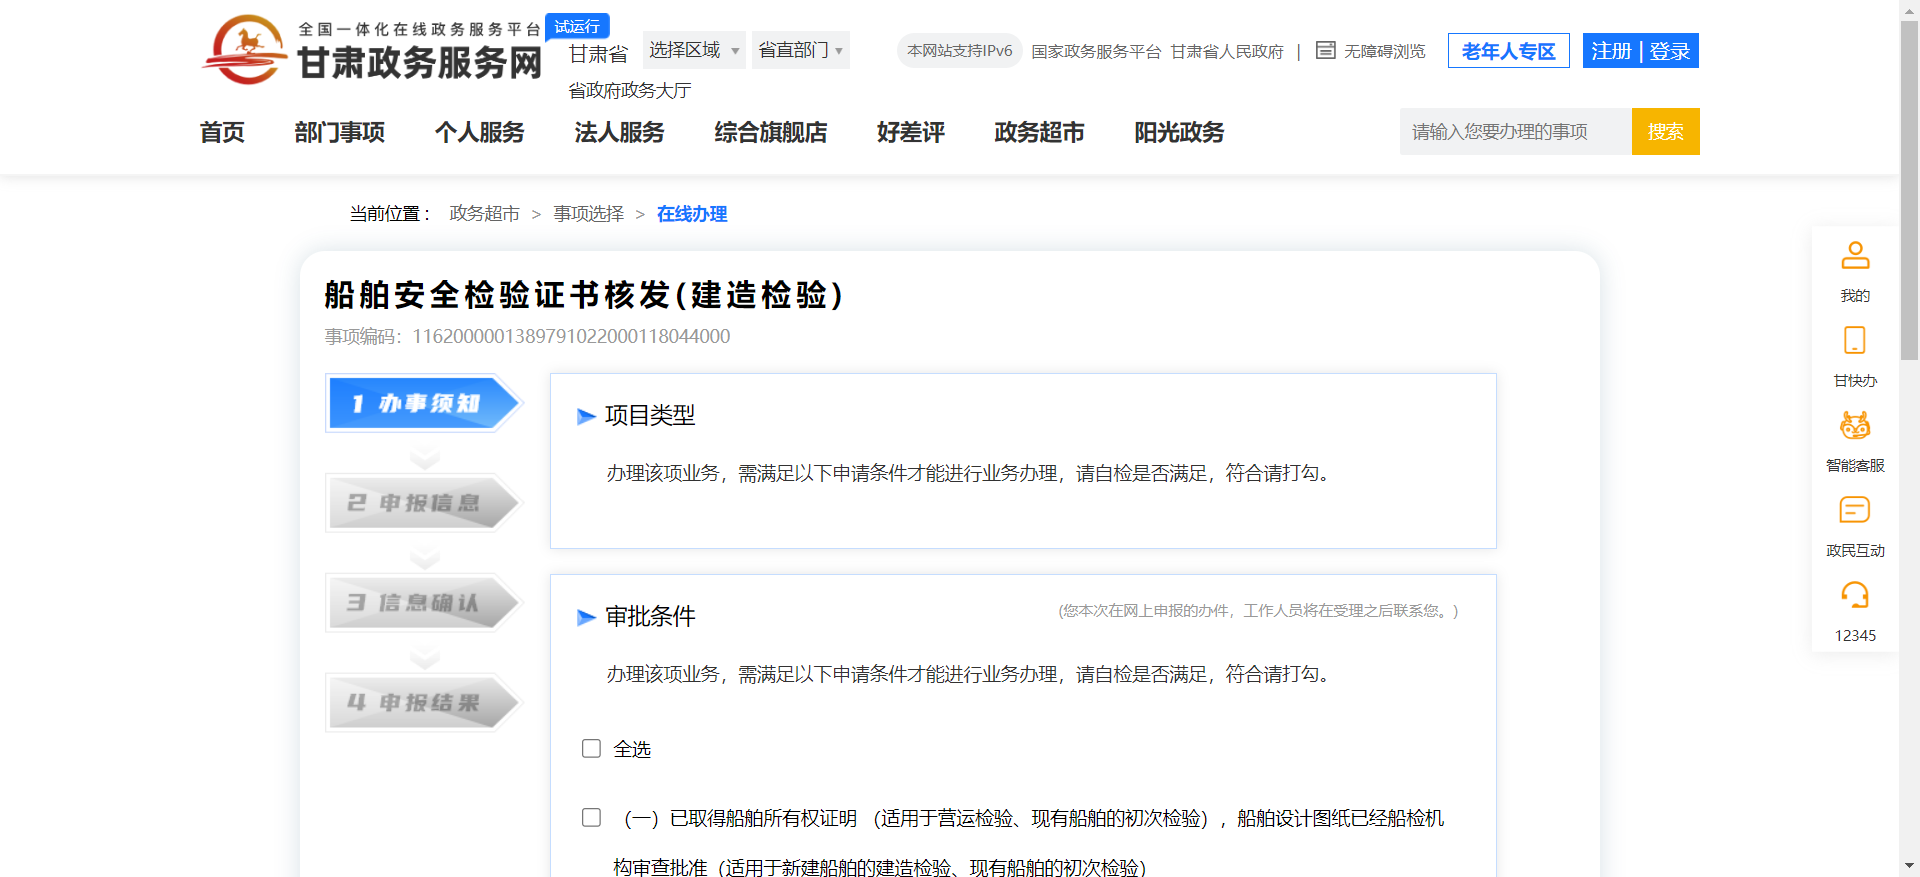 全国一体化在线政务服务平台
甘肃政务服务网
试运行
甘肃省 选择区域 省直部门
省政府政务大厅
本网站支持IPv6 国家政务服务平台 甘肃省人民政府 | 无障碍浏览 老年人专区 注册 | 登录
首页 部门事项 个人服务 法人服务 综合旗舰店 好差评 政务超市 阳光政务
请输入您要办理的事项 搜索
当前位置： 政务超市 > 事项选择 > 在线办理
船舶安全检验证书核发(建造检验)
事项编码：11620000013897910220001180440​00
1 办事须知
2 申报信息
3 信息确认
4 申报结果
项目类型
办理该项业务，需满足以下申请条件才能进行业务办理，请自检是否满足，符合请打勾。
审批条件
(您本次在网上申报的办件，工作人员将在受理之后联系您。)
办理该项业务，需满足以下申请条件才能进行业务办理，请自检是否满足，符合请打勾。
全选
（一）已取得船舶所有权证明 （适用于营运检验、现有船舶的初次检验），船舶设计图纸已经船检机
构审查批准（适用于新建船舶的建造检验、现有船舶的初次检验）
我的
甘快办
智能客服
政民互动
12345